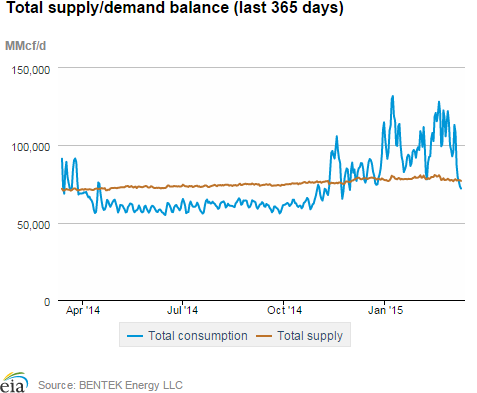 Total supply/demand balance (last 365 days)
MMcf/d
150,000
100,000
50,000
0
Apr '14 Jul '14 Oct '14 Jan '15
Total consumption Total supply
eia Source: BENTEK Energy LLC